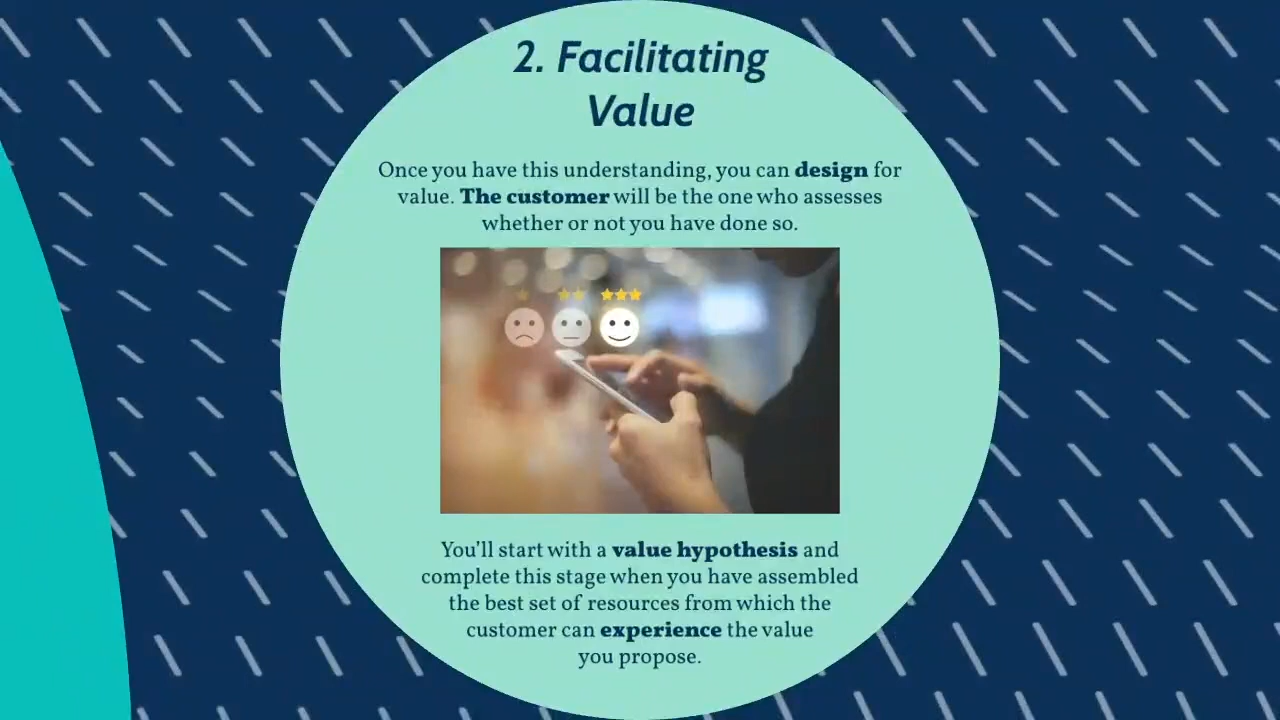 2. Facilitating
Value
Once you have this understanding, you can design for
value. The customer will be the one who assesses
whether or not you have done so.
You'll start with a value hypothesis and
complete this stage when you have assembled
the best set of resources from which the
customer can experience the value
you propose.